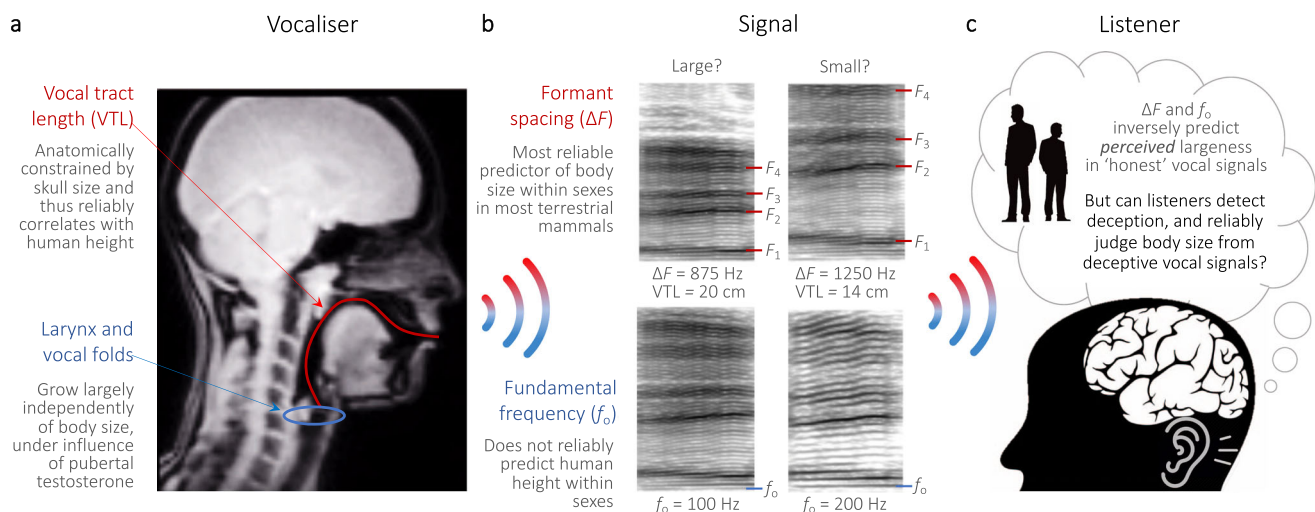 a
Vocaliser
Vocal tract
length (VTL)
Anatomically
constrained by
skull size and
thus reliably
correlates with
human height
Larynx and
vocal folds
Grow largely
independently
of body size,
under influence
of pubertal
testosterone
b
Signal
Formant
spacing (ΔF)
Most reliable
predictor of body
size within sexes
in most terrestrial
mammals
Large?
F4
F3
F2
F1
ΔF = 875 Hz
VTL = 20 cm
Small?
F4
F3
F2
F1
ΔF = 1250 Hz
VTL = 14 cm
Fundamental
frequency (fo)
Does not reliably
predict human
height within
sexes
fo
fo = 100 Hz
fo
fo = 200 Hz
c
Listener
ΔF and fo
inversely predict
perceived largeness
in ‘honest’ vocal signals
But can listeners detect
deception, and reliably
judge body size from
deceptive vocal signals?